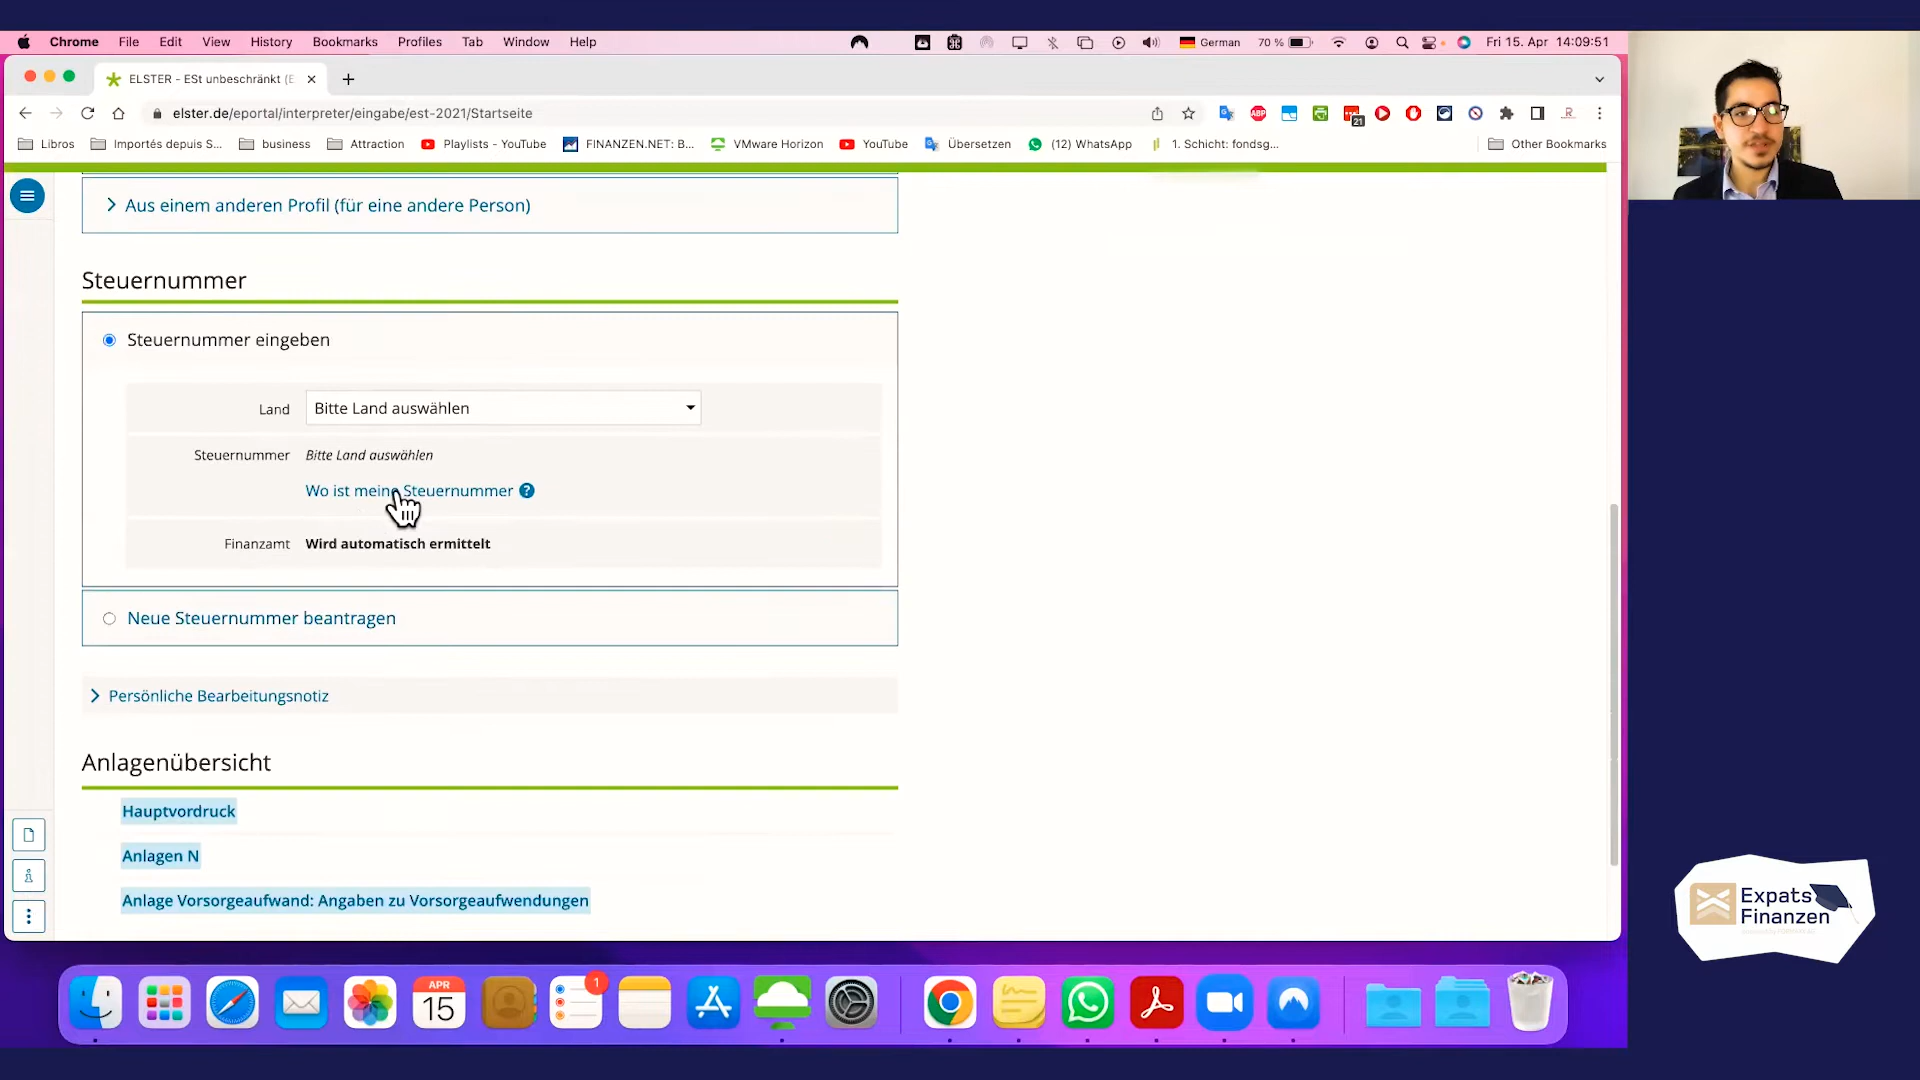 Chrome File Edit View History Bookmarks Profiles Tab Window Help
German 70 % Fri 15. Apr 14:09:51
ELSTER - ESt unbeschränkt (E
elster.de/eportal/interpreter/eingabe/est-2021/Startseite
ABP 21 R
Libros Importés depuis S... business Attraction Playlists - YouTube FINANZEN.NET: B... VMware Horizon YouTube Übersetzen (12) WhatsApp 1. Schicht: fondsg... Other Bookmarks
Aus einem anderen Profil (für eine andere Person)
Steuernummer
Steuernummer eingeben
Land Bitte Land auswählen
Steuernummer Bitte Land auswählen
Wo ist meine Steuernummer ?
Finanzamt Wird automatisch ermittelt
Neue Steuernummer beantragen
Persönliche Bearbeitungsnotiz
Anlagenübersicht
Hauptvordruck
Anlagen N
Anlage Vorsorgeaufwand: Angaben zu Vorsorgeaufwendungen
Expats
Finanzen
APR
15
1